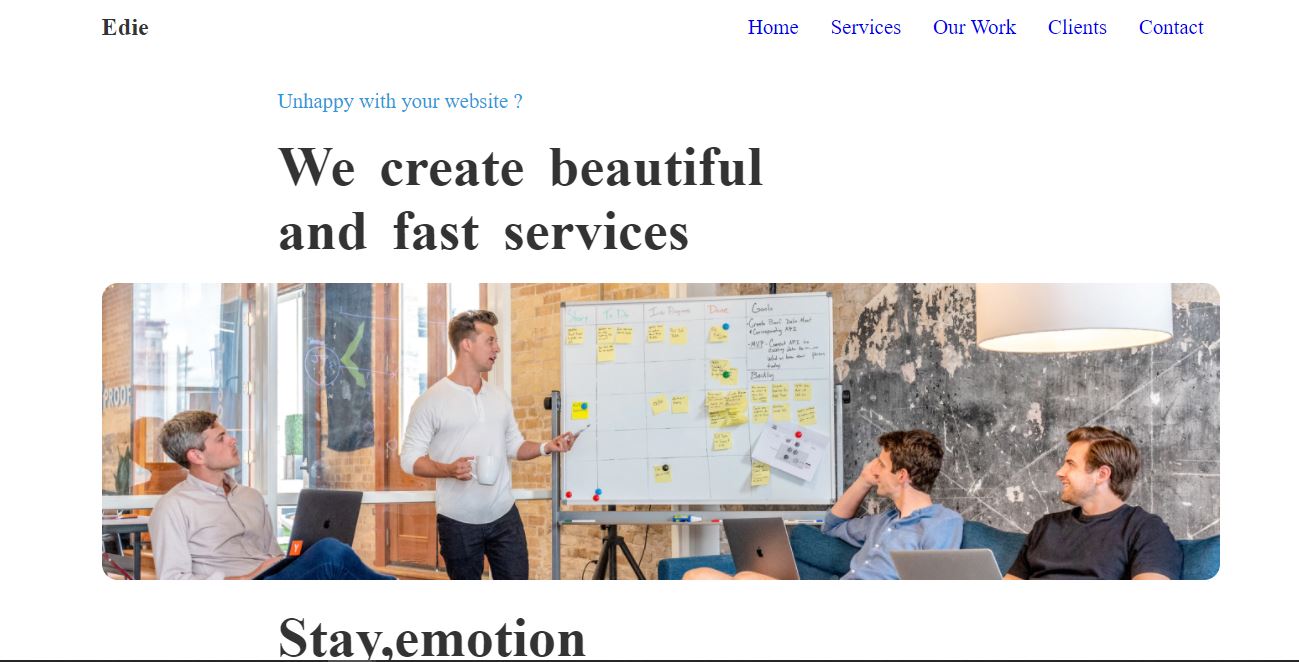 Edie
Home Services Our Work Clients Contact
Unhappy with your website ?
We create beautiful
and fast services
PROOF
Story To Do In Progress Done Goals
Backlog
Stay,emotion